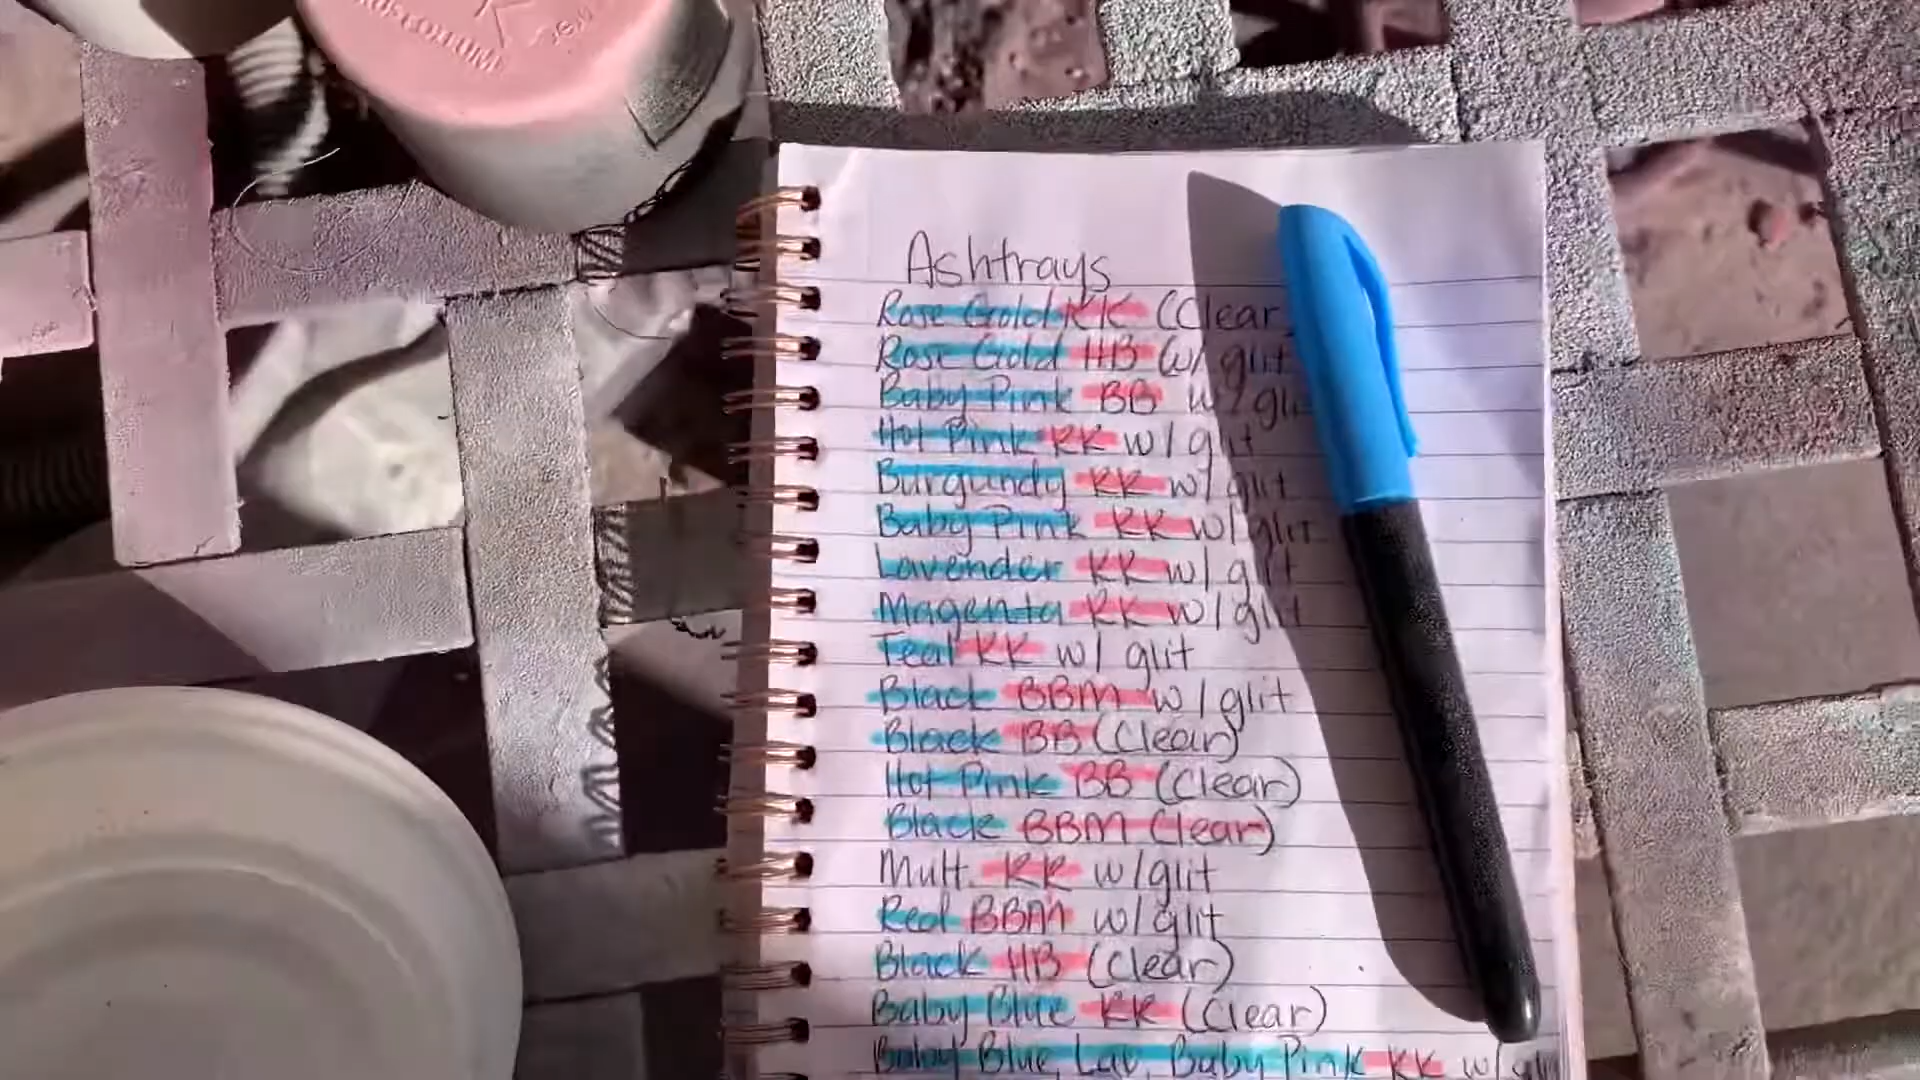 Ashtrays
Rose Gold KK (Clear
Rose Gold HB w/ glit
Baby Pink BB w/ gli
Hot Pink KK w/ glit
Burgundy KK w/ glit
Baby Pink KK w/ glit
Lavender KK w/ glit
Magenta KK w/ glit
Teal KK w/ glit
Black BBM w/ glit
Black BB (Clear)
Hot Pink BB (Clear)
Black BBM Clear)
Mult. KK w/glit
Red BBM w/glit
Black HB (Clear)
Baby Blue KK (Clear)
Baby Blue, Lav, Baby Pink KK w/gli